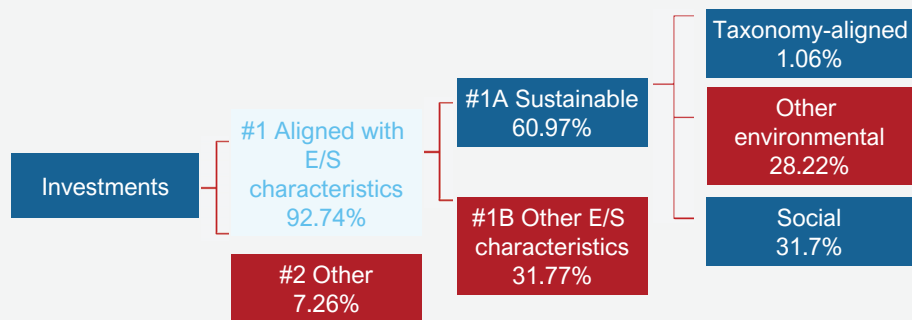 Investments
#1 Aligned with
E/S
characteristics
92.74%
#2 Other
7.26%
#1A Sustainable
60.97%
#1B Other E/S
characteristics
31.77%
Taxonomy-aligned
1.06%
Other
environmental
28.22%
Social
31.7%